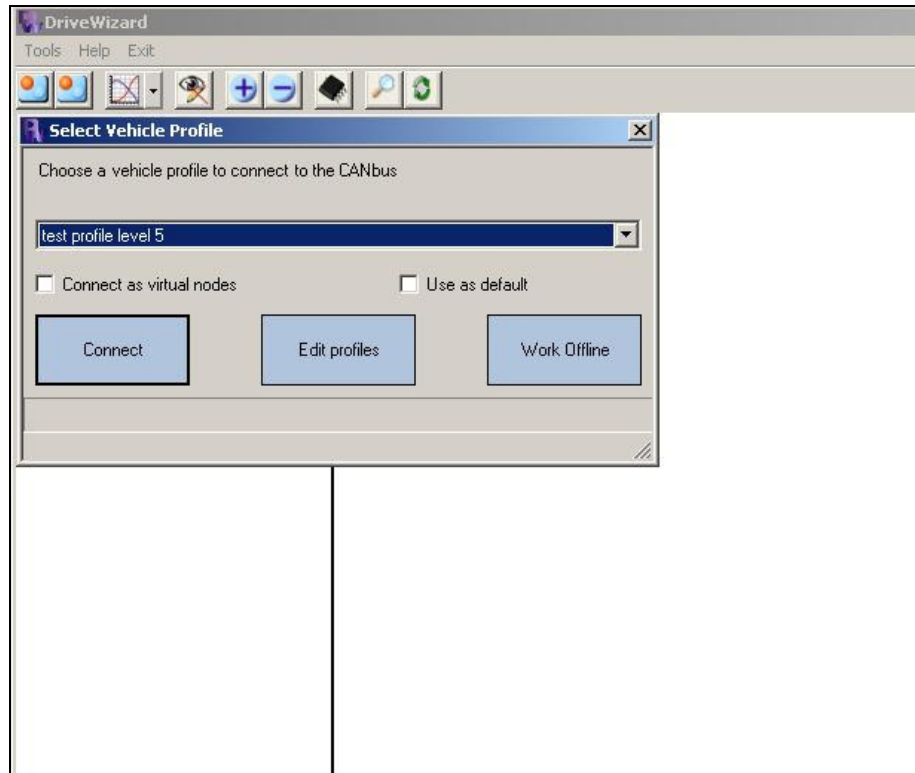 DriveWizard
Tools Help Exit
Select Vehicle Profile
Choose a vehicle profile to connect to the CANbus
test profile level 5
Connect as virtual nodes Use as default
Connect Edit profiles Work Offline